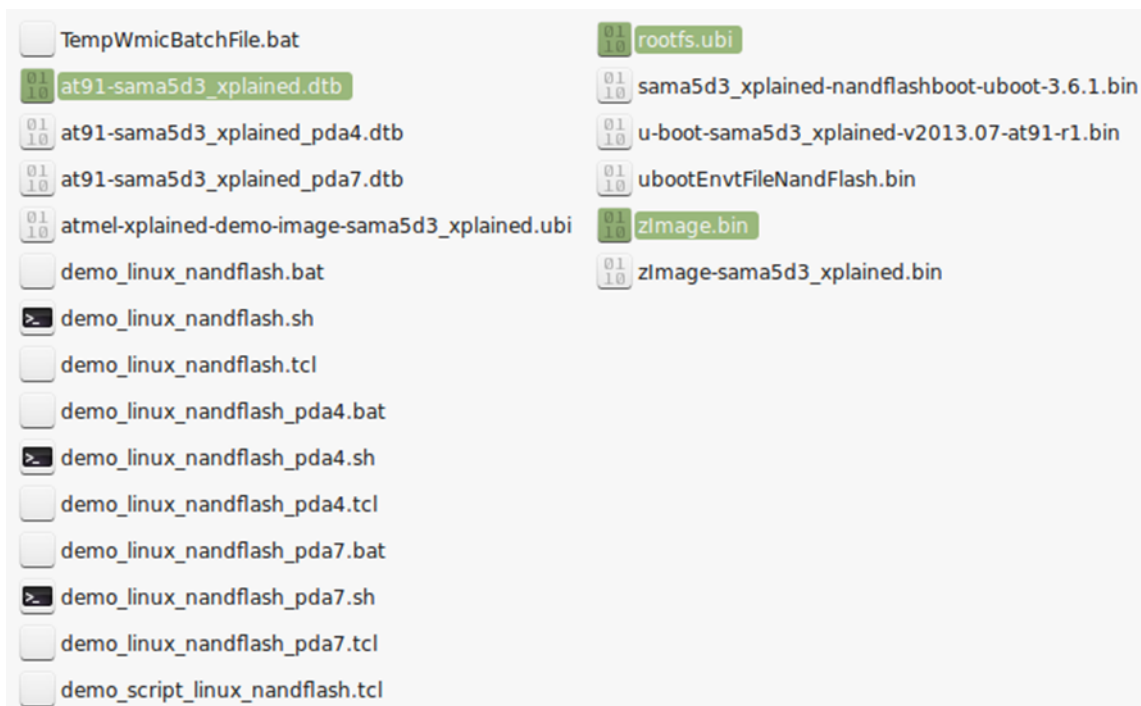 TempWmicBatchFile.bat
at91-sama5d3_xplained.dtb
at91-sama5d3_xplained_pda4.dtb
at91-sama5d3_xplained_pda7.dtb
atmel-xplained-demo-image-sama5d3_xplained.ubi
demo_linux_nandflash.bat
demo_linux_nandflash.sh
demo_linux_nandflash.tcl
demo_linux_nandflash_pda4.bat
demo_linux_nandflash_pda4.sh
demo_linux_nandflash_pda4.tcl
demo_linux_nandflash_pda7.bat
demo_linux_nandflash_pda7.sh
demo_linux_nandflash_pda7.tcl
demo_script_linux_nandflash.tcl
rootfs.ubi
sama5d3_xplained-nandflashboot-uboot-3.6.1.bin
u-boot-sama5d3_xplained-v2013.07-at91-r1.bin
ubootEnvtFileNandFlash.bin
zImage.bin
zImage-sama5d3_xplained.bin